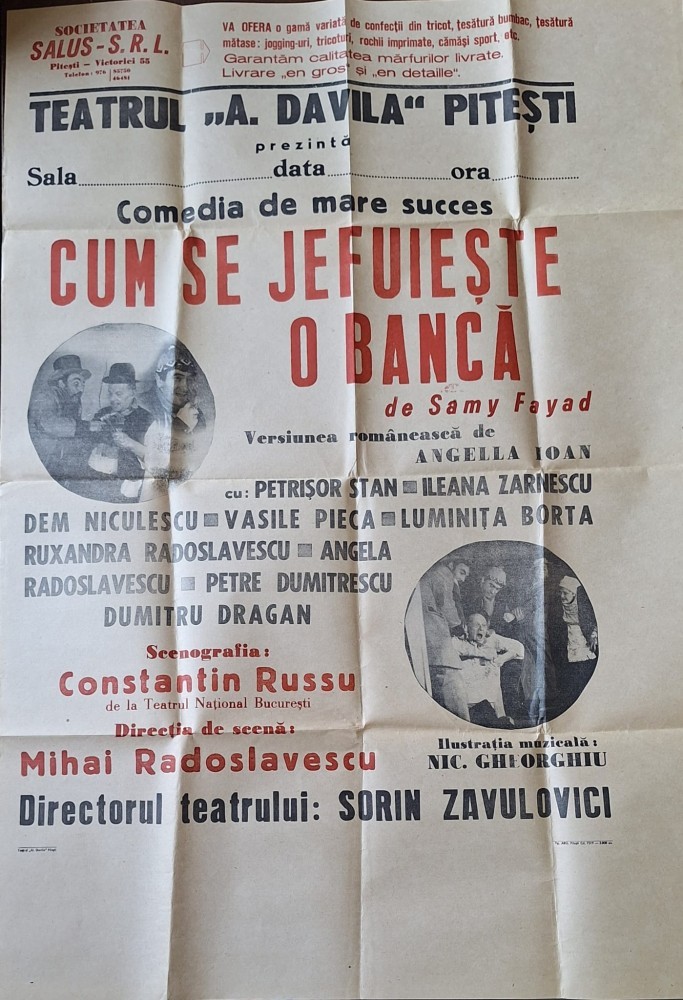 SOCIETATEA
SALUS-S.R.L.
Pitești - Victoriei 55
Telefon: 976 | 35750
46481
VA OFERA o gamă variată de confecții din tricot, țesătură bumbac, țesătură
mătase: jogging-uri, tricouri, rochii imprimate, cămăși sport, etc.
Garantăm calitatea mărfurilor livrate.
Livrare „en gros" și „en detaille".
TEATRUL „A. DAVILA" PITEȘTI
prezintă
Sala.................data.................ora.................
Comedia de mare succes
CUM SE JEFUIEȘTE
O BANCĂ
de Samy Fayad
Versiunea românească de
ANGELLA IOAN
cu: PETRIȘOR STAN ■ ILEANA ZARNESCU
DEM NICULESCU ■ VASILE PIECA ■ LUMINIȚA BORTA
RUXANDRA RADOSLAVESCU ■ ANGELA
RADOSLAVESCU ■ PETRE DUMITRESCU
DUMITRU DRAGAN
Scenografia:
Constantin Russu
de la Teatrul Național București
Direcția de scenă:
Mihai Radoslavescu
Ilustrația muzicală:
NIC. GHEORGHIU
Directorul teatrului: SORIN ZAVULOVICI